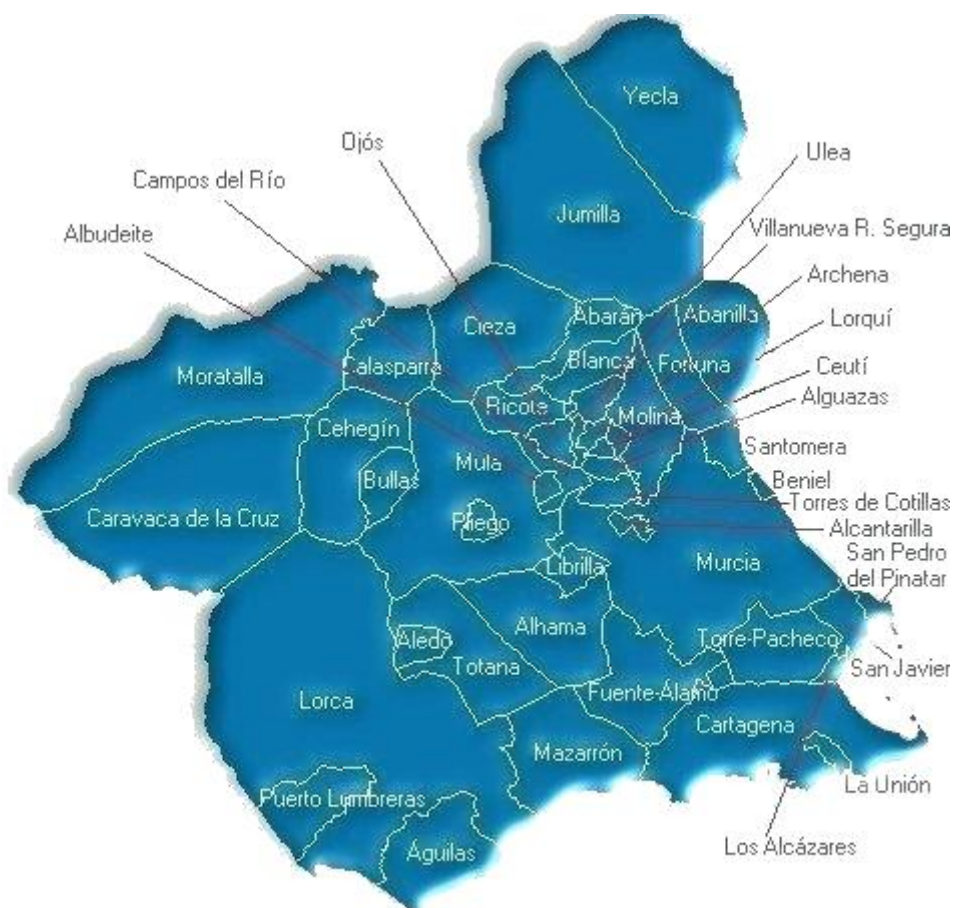 Yecla
Ojós
Ulea
Campos del Río
Jumilla
Albudeite
Villanueva R. Segura
Archena
Abarán
Abanilla
Lorquí
Cieza
Blanca
Fortuna
Ceutí
Calasparra
Moratalla
Alguazas
Ricote
Molina
Cehegín
Santomera
Mula
Bullas
Beniel
Torres de Cotillas
Caravaca de la Cruz
Pliego
Alcantarilla
Librilla
Murcia
San Pedro
del Pinatar
Alhama
Aledo
Torre-Pacheco
Totana
San Javier
Fuente-Álamo
Lorca
Cartagena
Mazarrón
La Unión
Puerto Lumbreras
Los Alcázares
Águilas